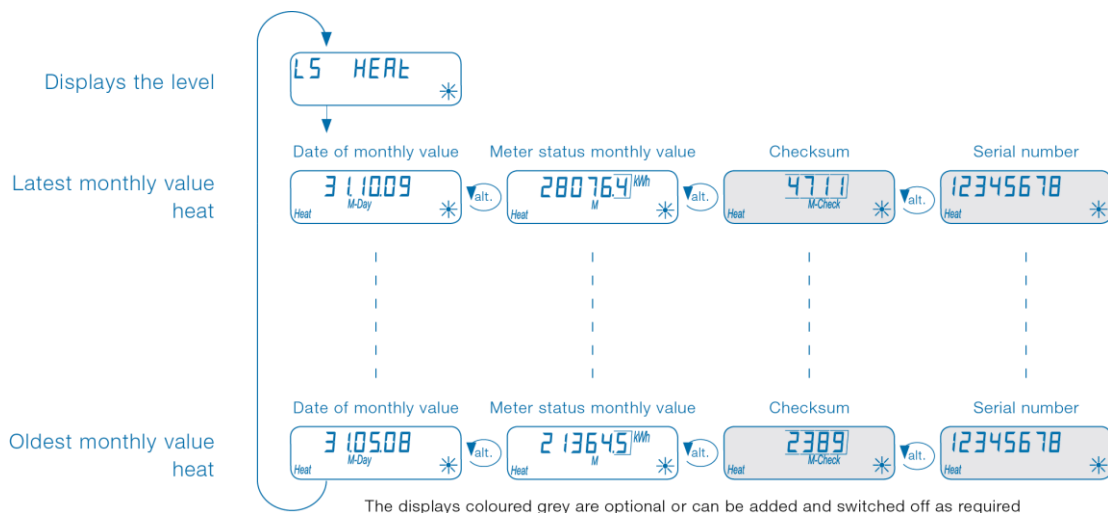 Displays the level
L5 HEAt
Date of monthly value Meter status monthly value Checksum Serial number
Latest monthly value
heat
31.10.09 M-Day Heat alt. 28076.4 kWh M Heat alt. 4711 M-Check Heat alt. 12345678 Heat
Date of monthly value Meter status monthly value Checksum Serial number
Oldest monthly value
heat
31.05.08 M-Day Heat alt. 21364.5 kWh M Heat alt. 2389 M-Check Heat alt. 12345678 Heat
The displays coloured grey are optional or can be added and switched off as required